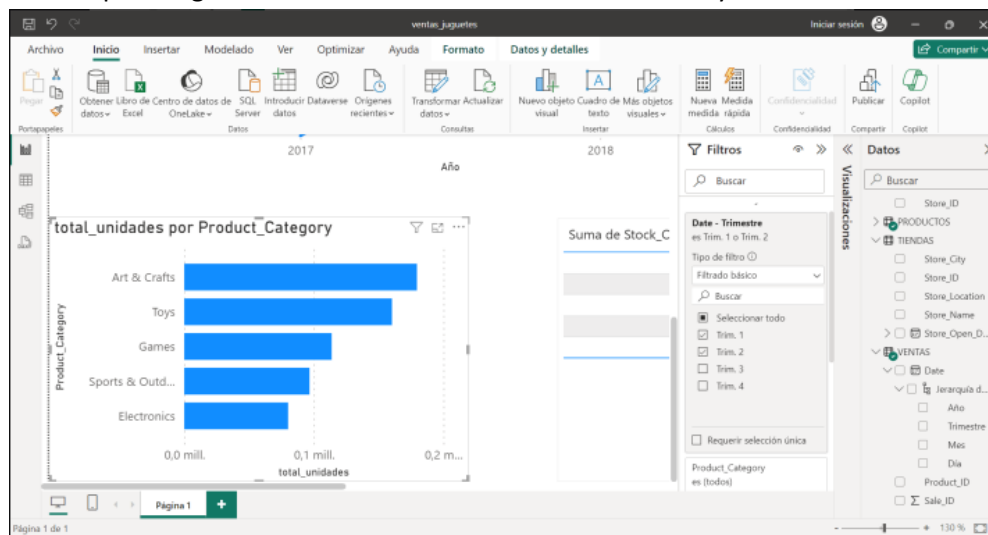 ventas_juguetes
Iniciar sesión
Archivo Inicio Insertar Modelado Ver Optimizar Ayuda Formato Datos y detalles
Compartir
Pegar
Obtener datos
Libro de Excel
Centro de datos de OneLake
SQL Server
Introducir datos
Dataverse
Orígenes recientes
Transformar datos
Actualizar
Nuevo objeto visual
Cuadro de texto
Más objetos visuales
Nueva medida
Medida rápida
Confidencialidad
Publicar
Copilot
Portapapeles Datos Consultas Insertar Cálculos Confidencialidad Compartir Copilot
2017 2018
Año
total_unidades por Product_Category
Product_Category
Art & Crafts
Toys
Games
Sports & Outd...
Electronics
0,0 mill. 0,1 mill. 0,2 m...
total_unidades
Suma de Stock_C
Filtros
Buscar
Date - Trimestre
es Trim. 1 o Trim. 2
Tipo de filtro
Filtrado básico
Buscar
Seleccionar todo
Trim. 1
Trim. 2
Trim. 3
Trim. 4
Requerir selección única
Product_Category
es (todos)
Visualizaciones
Datos
Buscar
Store_ID
PRODUCTOS
TIENDAS
Store_City
Store_ID
Store_Location
Store_Name
Store_Open_D...
VENTAS
Date
Jerarquía d...
Año
Trimestre
Mes
Día
Product_ID
Sale_ID
Página 1
Página 1 de 1
130 %